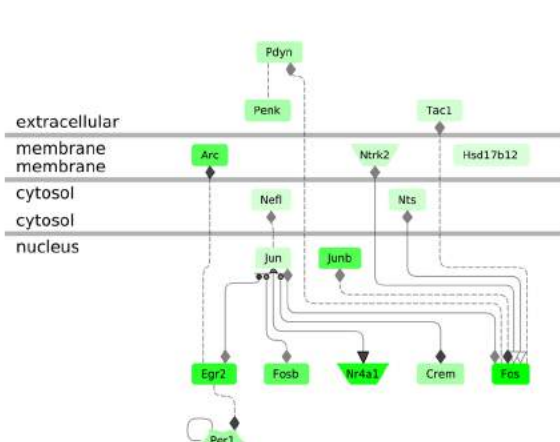 Pdyn
Penk
Tac1
extracellular
membrane
Arc
Ntrk2
Hsd17b12
membrane
cytosol
Nefl
Nts
cytosol
nucleus
Jun
Junb
Egr2
Fosb
Nr4a1
Crem
Fos
Per1